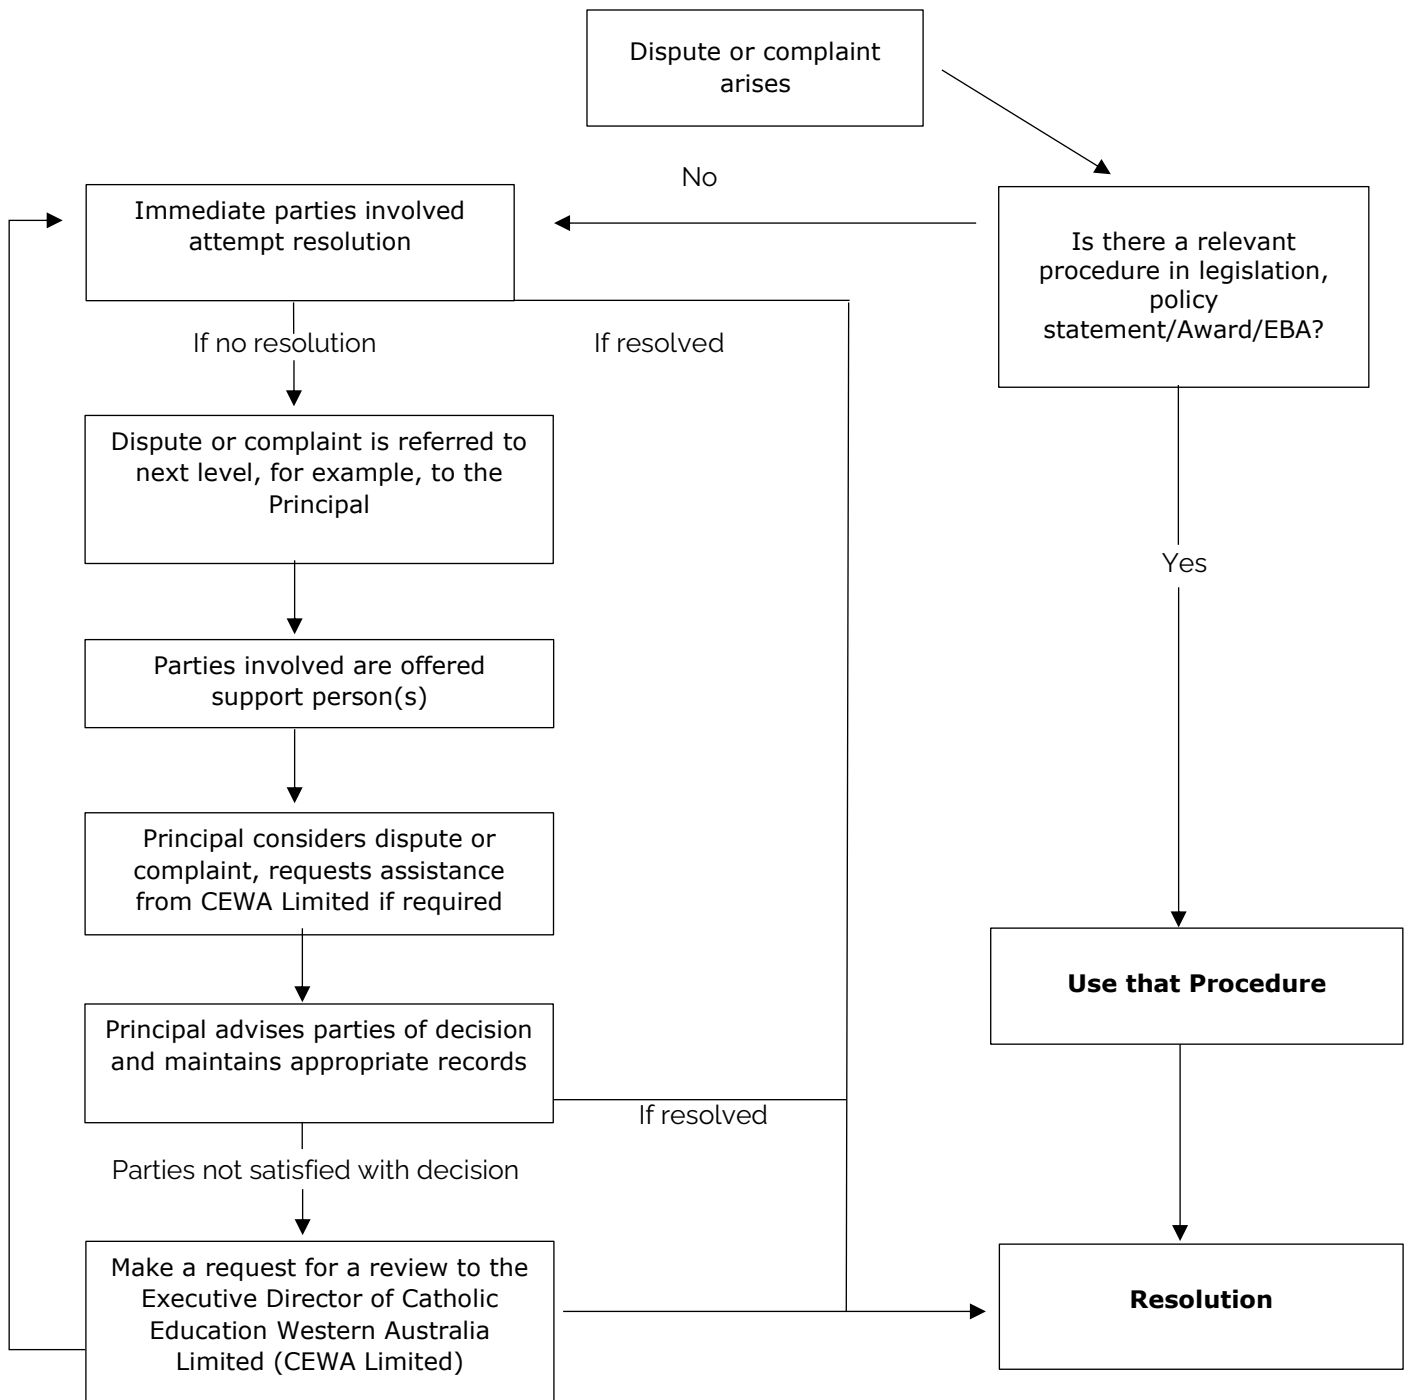 Dispute or complaint
arises
No
Immediate parties involved
attempt resolution
Is there a relevant
procedure in legislation,
policy
statement/Award/EBA?
If no resolution
If resolved
Dispute or complaint is referred to
next level, for example, to the
Principal
Yes
Parties involved are offered
support person(s)
Principal considers dispute or
complaint, requests assistance
from CEWA Limited if required
Use that Procedure
Principal advises parties of decision
and maintains appropriate records
If resolved
Parties not satisfied with decision
Make a request for a review to the
Executive Director of Catholic
Education Western Australia
Limited (CEWA Limited)
Resolution